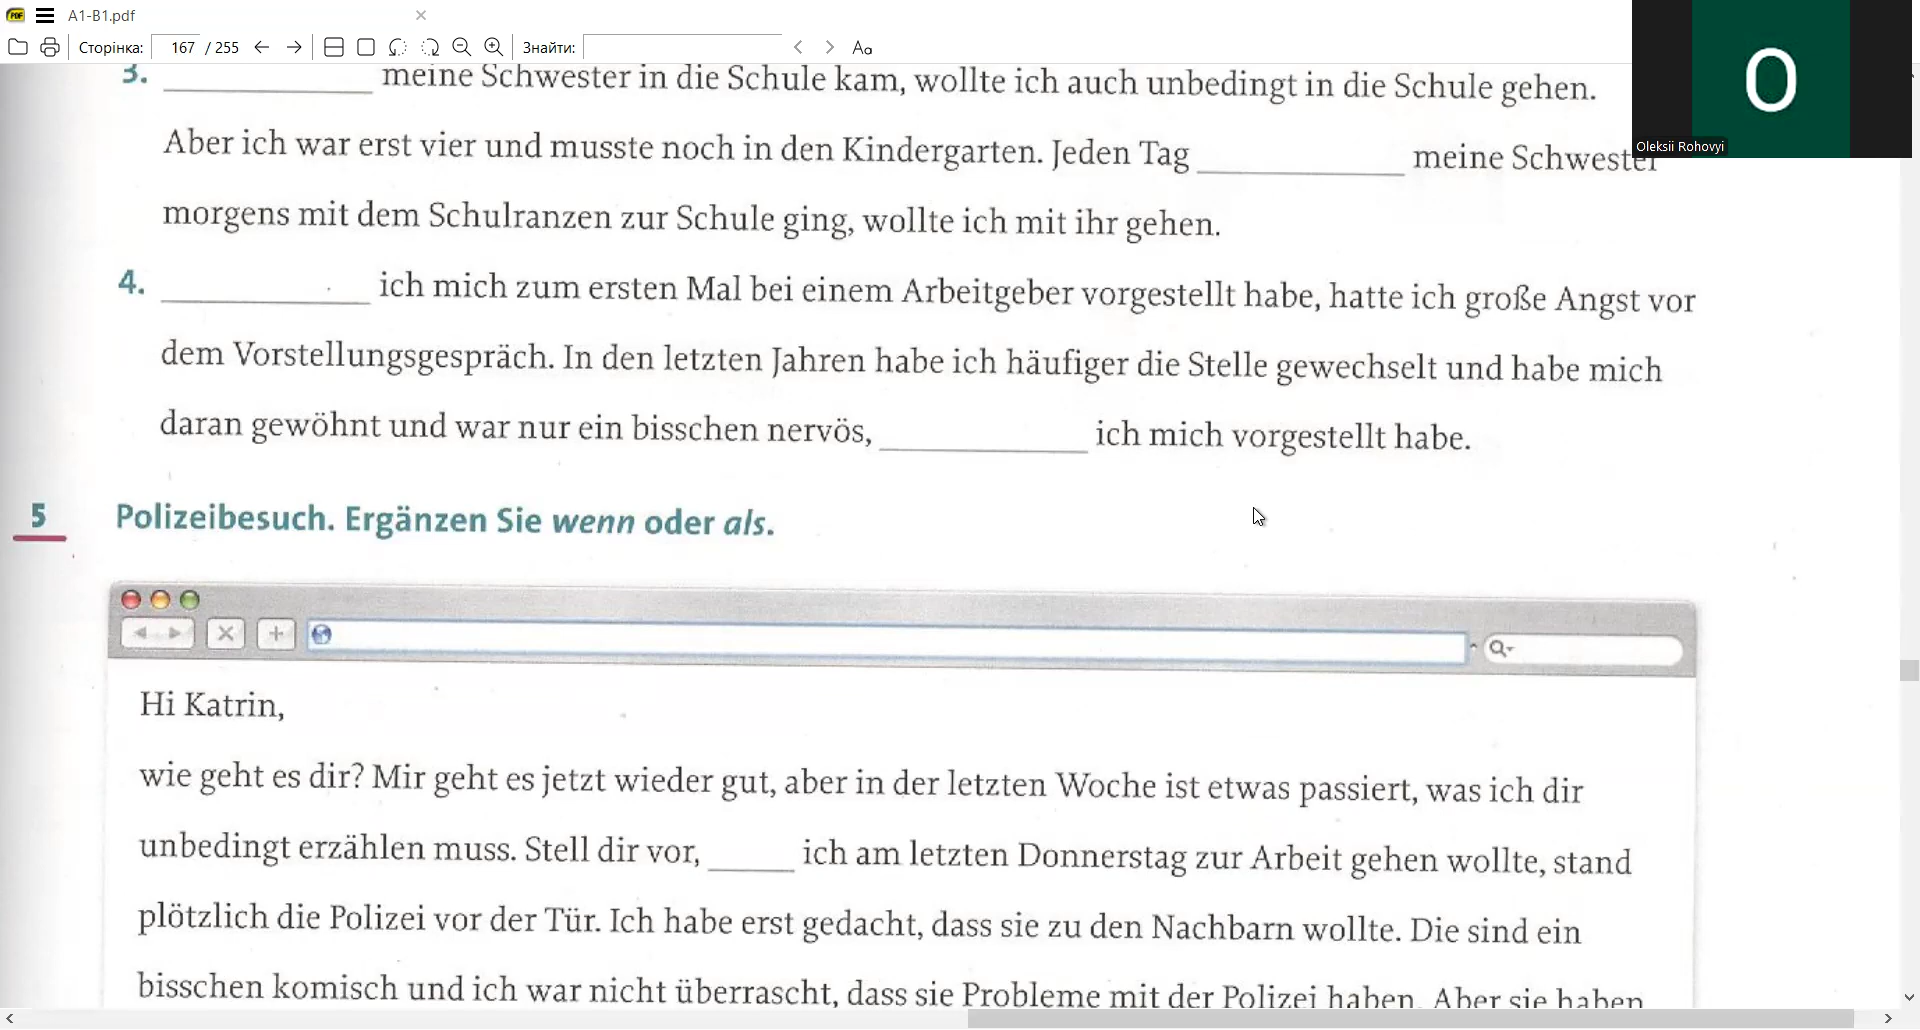 A1-B1.pdf
Сторінка: 167 / 255 Знайти: Aa
3. ____________ meine Schwester in die Schule kam, wollte ich auch unbedingt in die Schule gehen.
Aber ich war erst vier und musste noch in den Kindergarten. Jeden Tag ____________ meine Schwester
morgens mit dem Schulranzen zur Schule ging, wollte ich mit ihr gehen.
4. ____________ ich mich zum ersten Mal bei einem Arbeitgeber vorgestellt habe, hatte ich große Angst vor
dem Vorstellungsgespräch. In den letzten Jahren habe ich häufiger die Stelle gewechselt und habe mich
daran gewöhnt und war nur ein bisschen nervös, ____________ ich mich vorgestellt habe.
5 Polizeibesuch. Ergänzen Sie wenn oder als.
Hi Katrin,
wie geht es dir? Mir geht es jetzt wieder gut, aber in der letzten Woche ist etwas passiert, was ich dir
unbedingt erzählen muss. Stell dir vor, _____ ich am letzten Donnerstag zur Arbeit gehen wollte, stand
plötzlich die Polizei vor der Tür. Ich habe erst gedacht, dass sie zu den Nachbarn wollte. Die sind ein
bisschen komisch und ich war nicht überrascht, dass sie Probleme mit der Polizei haben. Aber sie haben
O
Oleksii Rohovyi